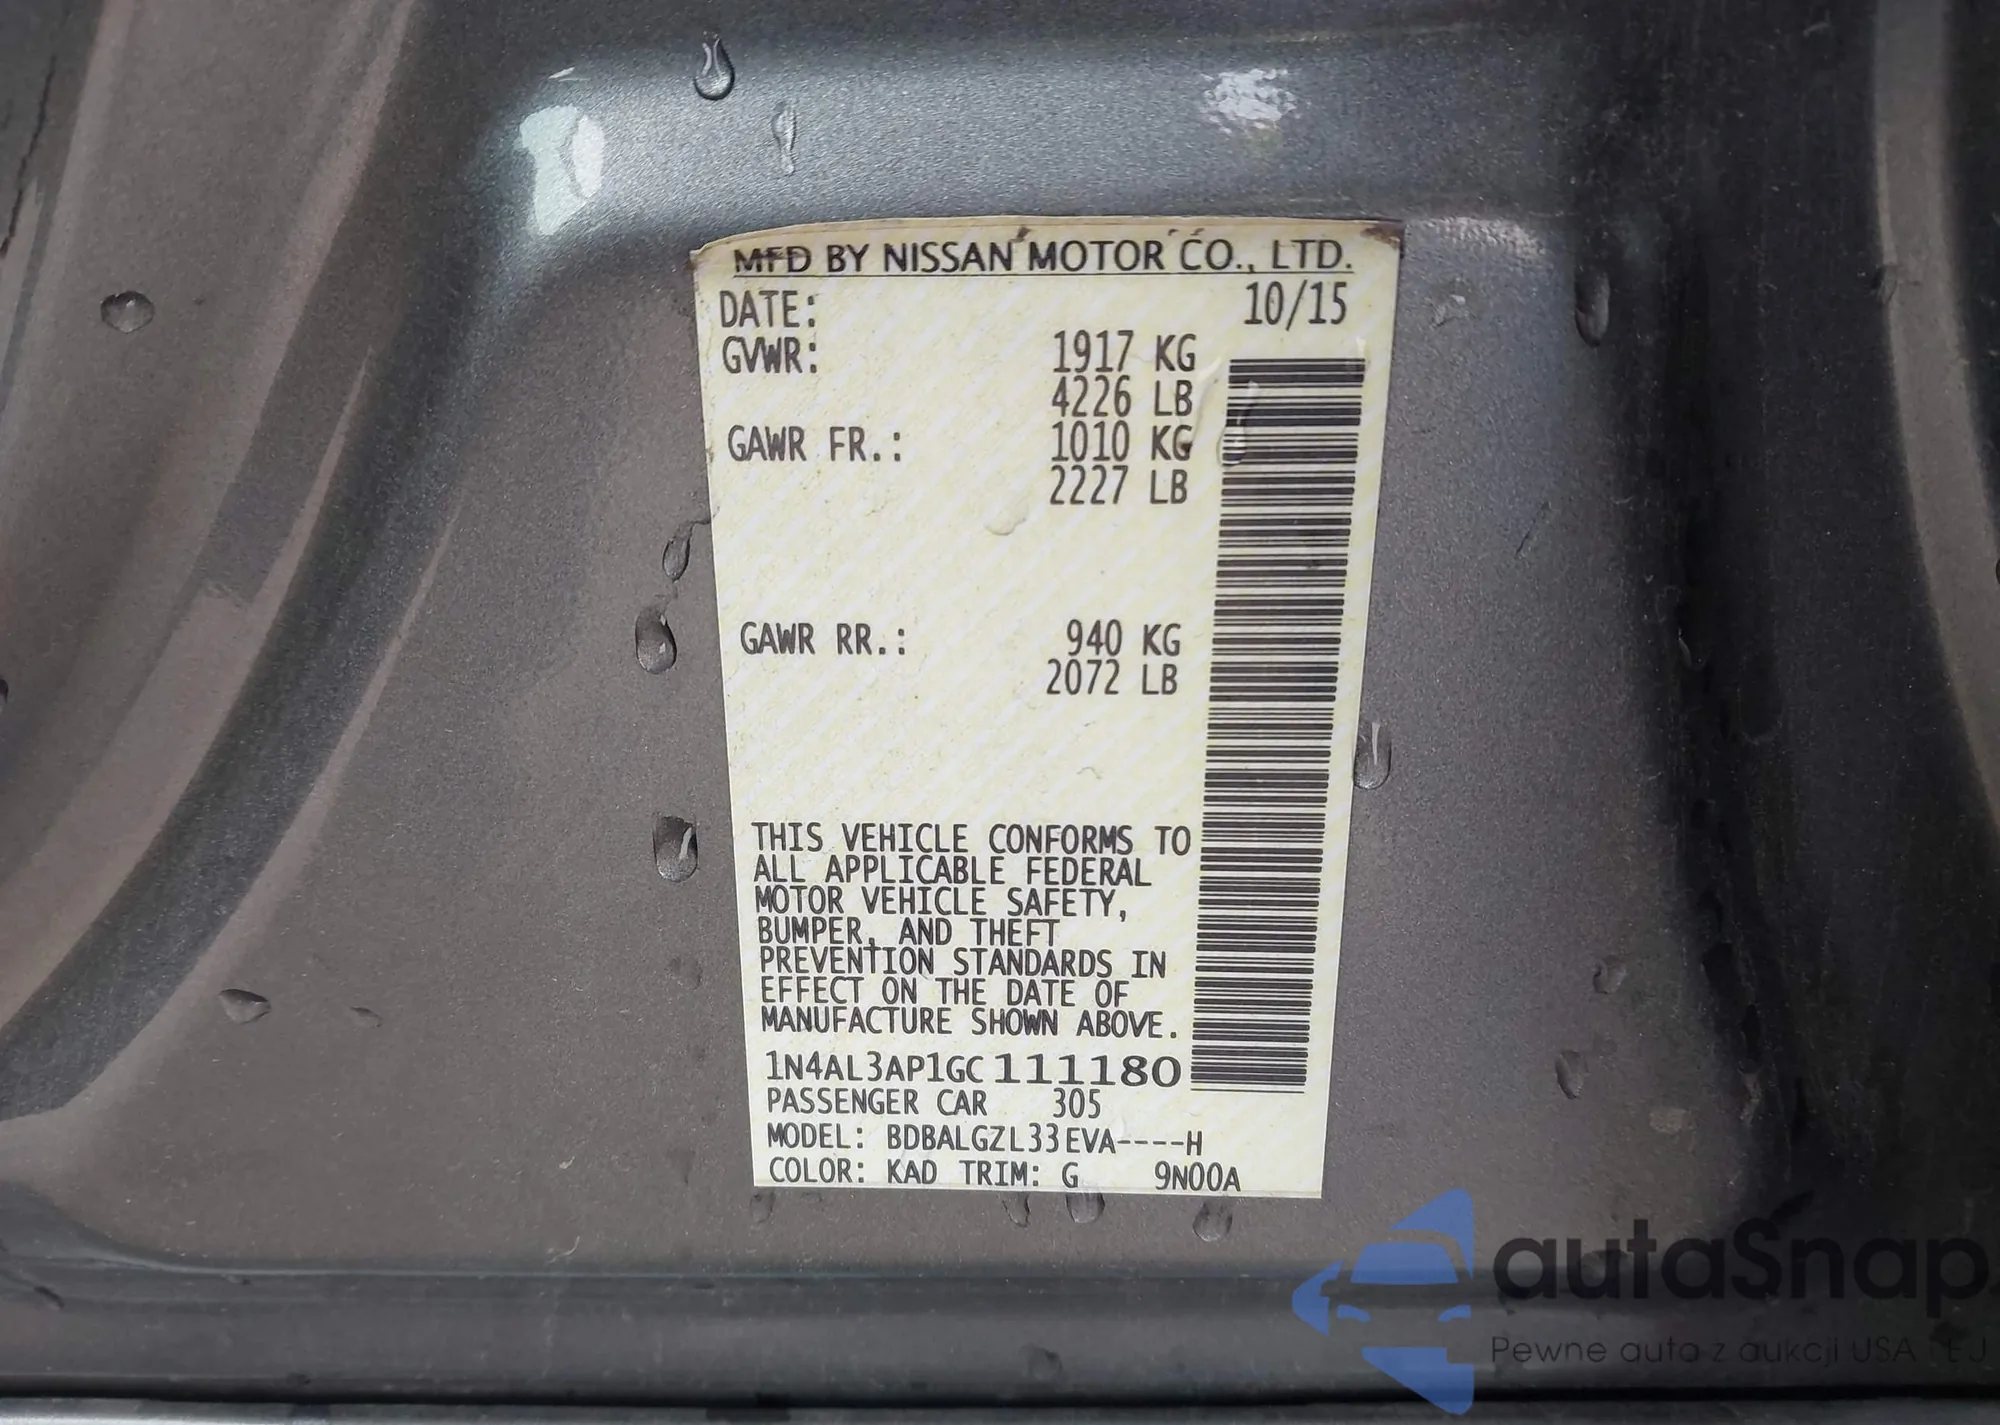 MFD BY NISSAN MOTOR CO., LTD.
DATE: 10/15
GVWR: 1917 KG
4226 LB
GAWR FR.: 1010 KG
2227 LB
GAWR RR.: 940 KG
2072 LB
THIS VEHICLE CONFORMS TO
ALL APPLICABLE FEDERAL
MOTOR VEHICLE SAFETY,
BUMPER, AND THEFT
PREVENTION STANDARDS IN
EFFECT ON THE DATE OF
MANUFACTURE SHOWN ABOVE.
1N4AL3AP1GC111180
PASSENGER CAR 305
MODEL: BDBALGZL33EVA----H
COLOR: KAD TRIM: G 9N00A
autaSnap
Pewne auta z aukcji USA